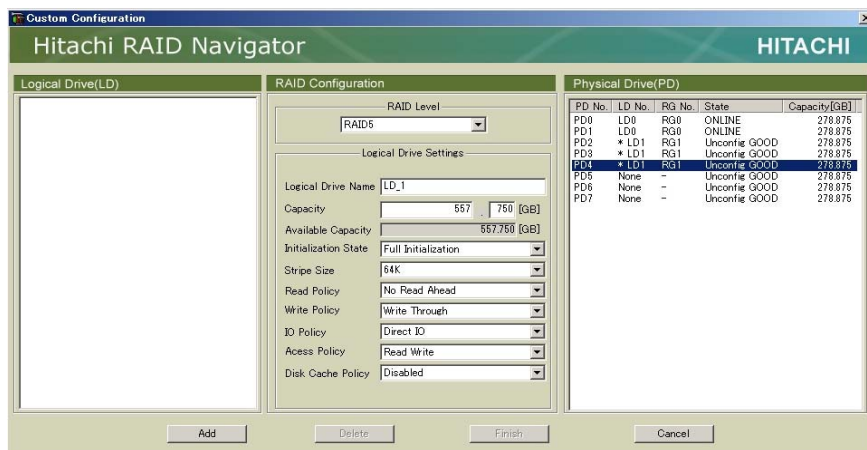 Custom Configuration
Hitachi RAID Navigator
HITACHI
Logical Drive(LD)
RAID Configuration
RAID Level
RAID5
Logical Drive Settings
Logical Drive Name LD_1
Capacity 557 . 750 [GB]
Available Capacity 557.750 [GB]
Initialization State Full Initialization
Stripe Size 64K
Read Policy No Read Ahead
Write Policy Write Through
IO Policy Direct IO
Acess Policy Read Write
Disk Cache Policy Disabled
Physical Drive(PD)
PD No. LD No. RG No. State Capacity[GB]
PD0 LD0 RG0 ONLINE 278.875
PD1 LD0 RG0 ONLINE 278.875
PD2 * LD1 RG1 Unconfig GOOD 278.875
PD3 * LD1 RG1 Unconfig GOOD 278.875
PD4 * LD1 RG1 Unconfig GOOD 278.875
PD5 None - Unconfig GOOD 278.875
PD6 None - Unconfig GOOD 278.875
PD7 None - Unconfig GOOD 278.875
Add Delete Finish Cancel